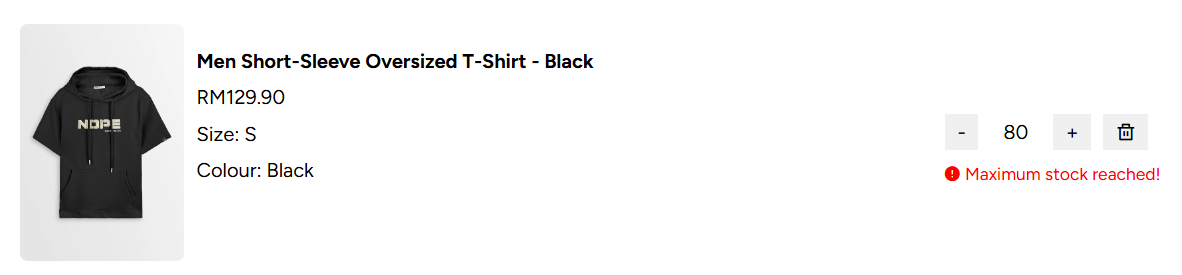 Men Short-Sleeve Oversized T-Shirt - Black
RM129.90
Size: S
Colour: Black
- 80 +
Maximum stock reached!
NOPE